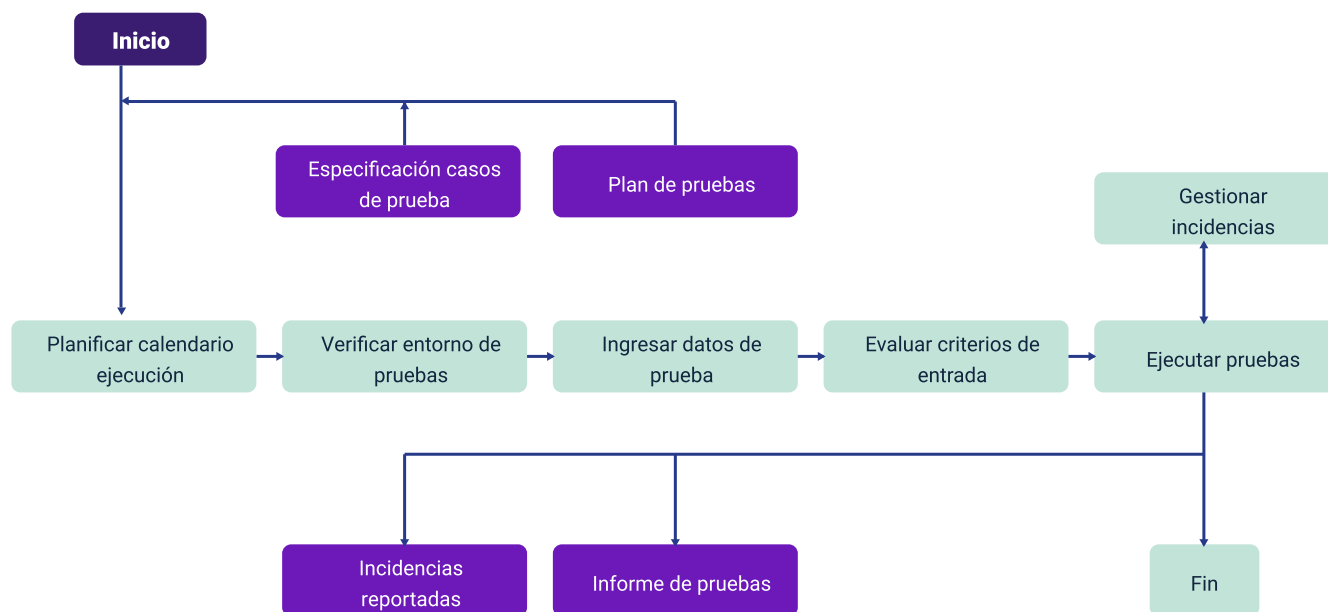 Inicio
Especificación casos
de prueba
Plan de pruebas
Gestionar
incidencias
Planificar calendario
ejecución
Verificar entorno de
pruebas
Ingresar datos de
prueba
Evaluar criterios de
entrada
Ejecutar pruebas
Incidencias
reportadas
Informe de pruebas
Fin